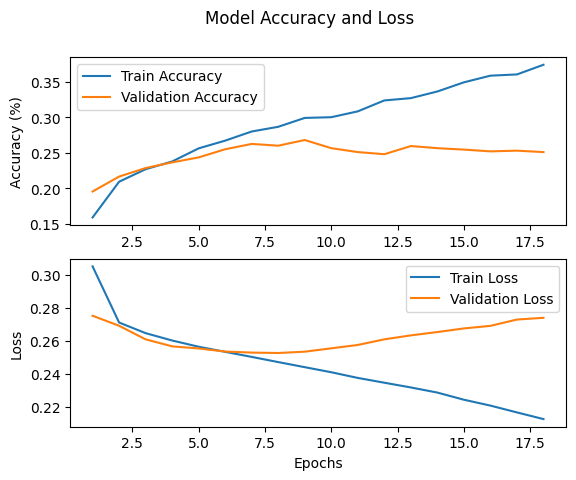 Model Accuracy and Loss
Train Accuracy
Validation Accuracy
Accuracy (%)
0.35
0.30
0.25
0.20
0.15
2.5 5.0 7.5 10.0 12.5 15.0 17.5
Train Loss
Validation Loss
Loss
0.30
0.28
0.26
0.24
0.22
2.5 5.0 7.5 10.0 12.5 15.0 17.5
Epochs